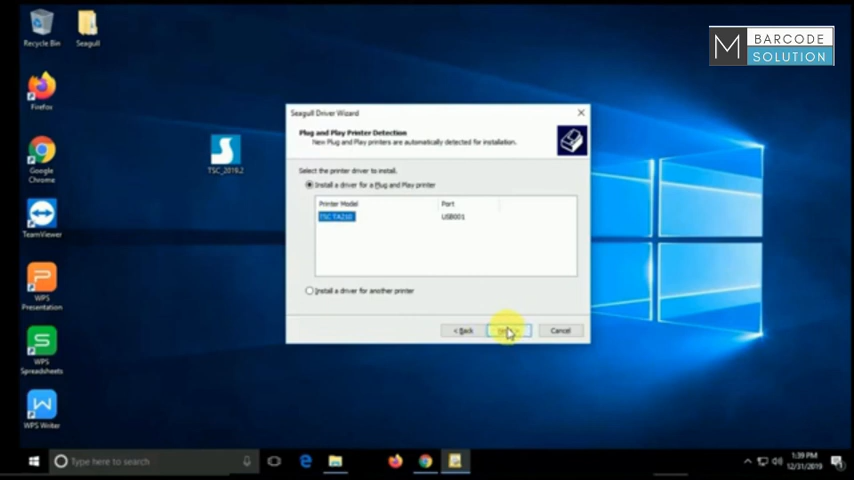 Recycle Bin
Seagull
M BARCODE
SOLUTION
Firefox
Google
Chrome
TSC_2019.2
TeamViewer
WPS
Presentation
WPS
Spreadsheets
WPS Writer
Seagull Driver Wizard
Plug and Play Printer Detection
New Plug and Play printers are automatically detected for installation.
Select the printer driver to install.
Install a driver for a Plug and Play printer
Printer Model Port
TSC TA210 USB001
Install a driver for another printer
< Back Cancel
Type here to search
1:39 PM
12/31/2019